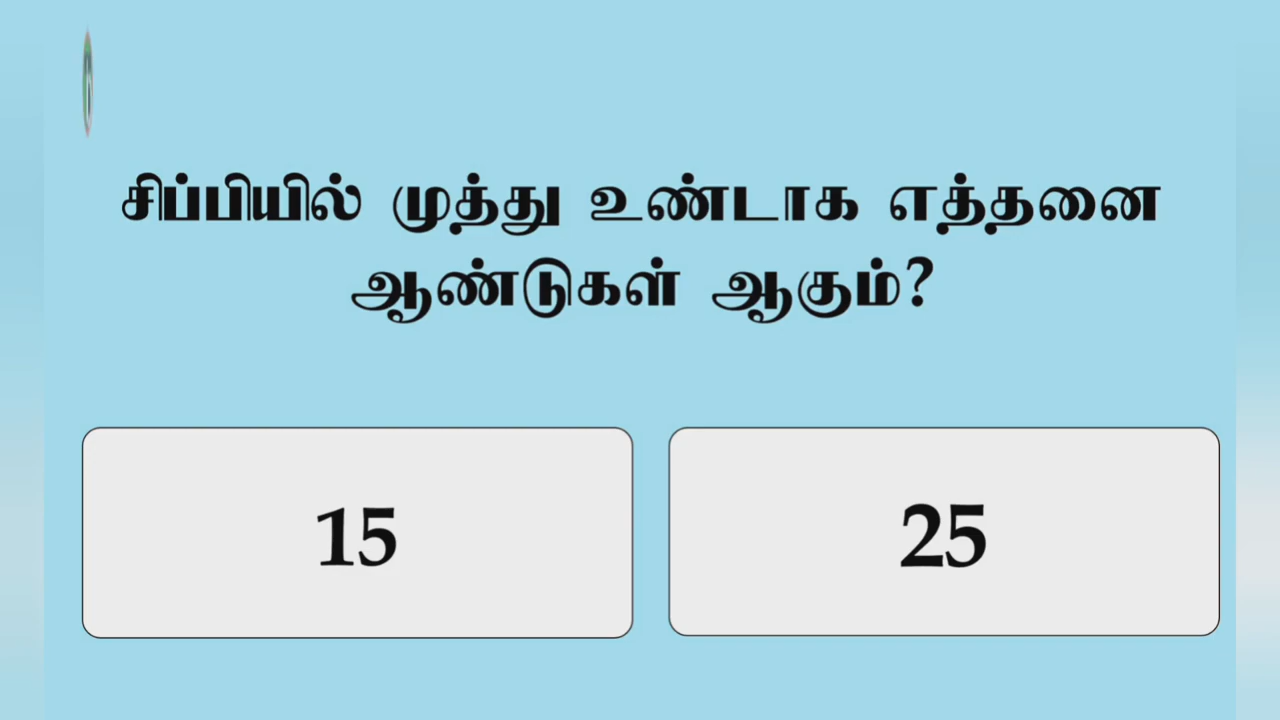 சிப்பியில் முத்து உண்டாக எத்தனை
ஆண்டுகள் ஆகும்?
15
25